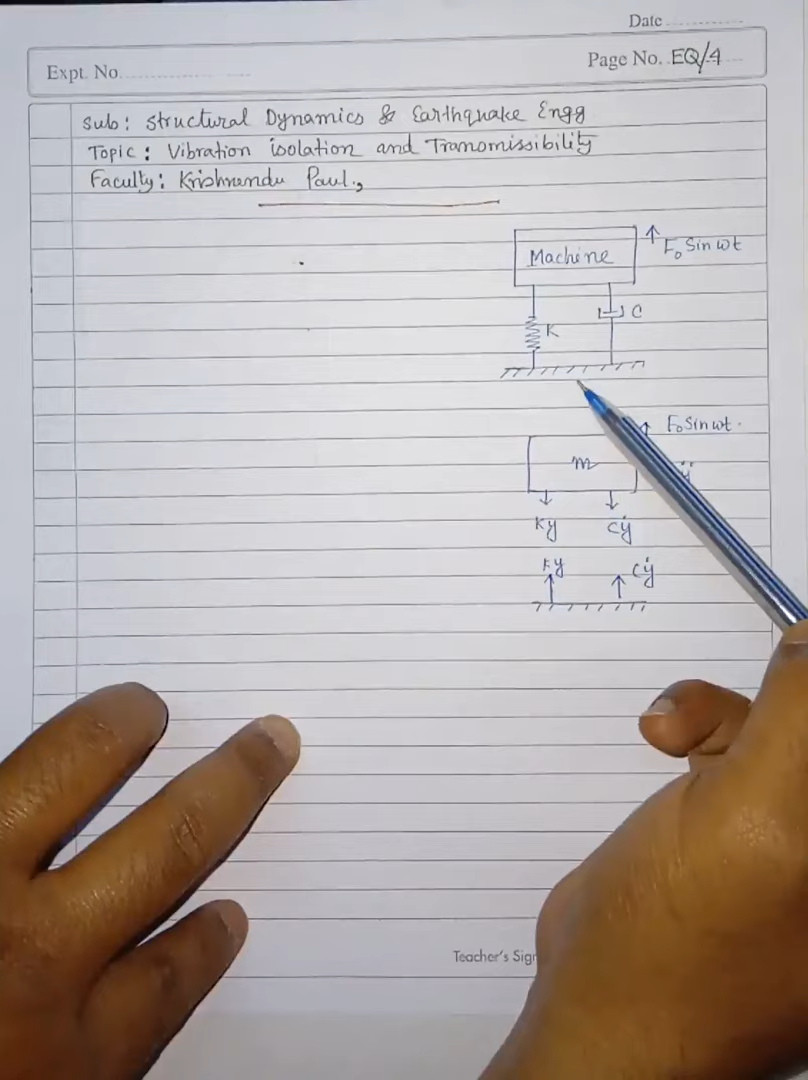 Date
Expt. No.
Page No. EQ/4
Sub: Structural Dynamics & Earthquake Engg
Topic: Vibration isolation and Transmissibility
Faculty: Krishnendu Paul.,
Machine
F₀ Sin ωt
K
C
F₀ Sin ωt
m
ÿ
Ky
Cẏ
Ky
Cẏ
Teacher's Sign